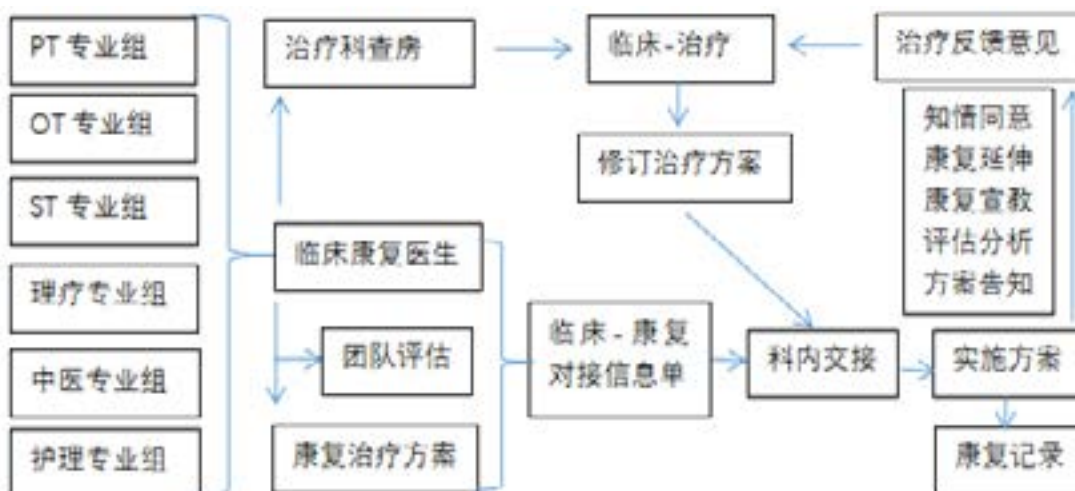 PT 专业组
OT 专业组
ST 专业组
理疗专业组
中医专业组
护理专业组
治疗科查房
临床康复医生
团队评估
康复治疗方案
临床-治疗
修订治疗方案
临床-康复
对接信息单
科内交接
治疗反馈意见
知情同意
康复延伸
康复宣教
评估分析
方案告知
实施方案
康复记录